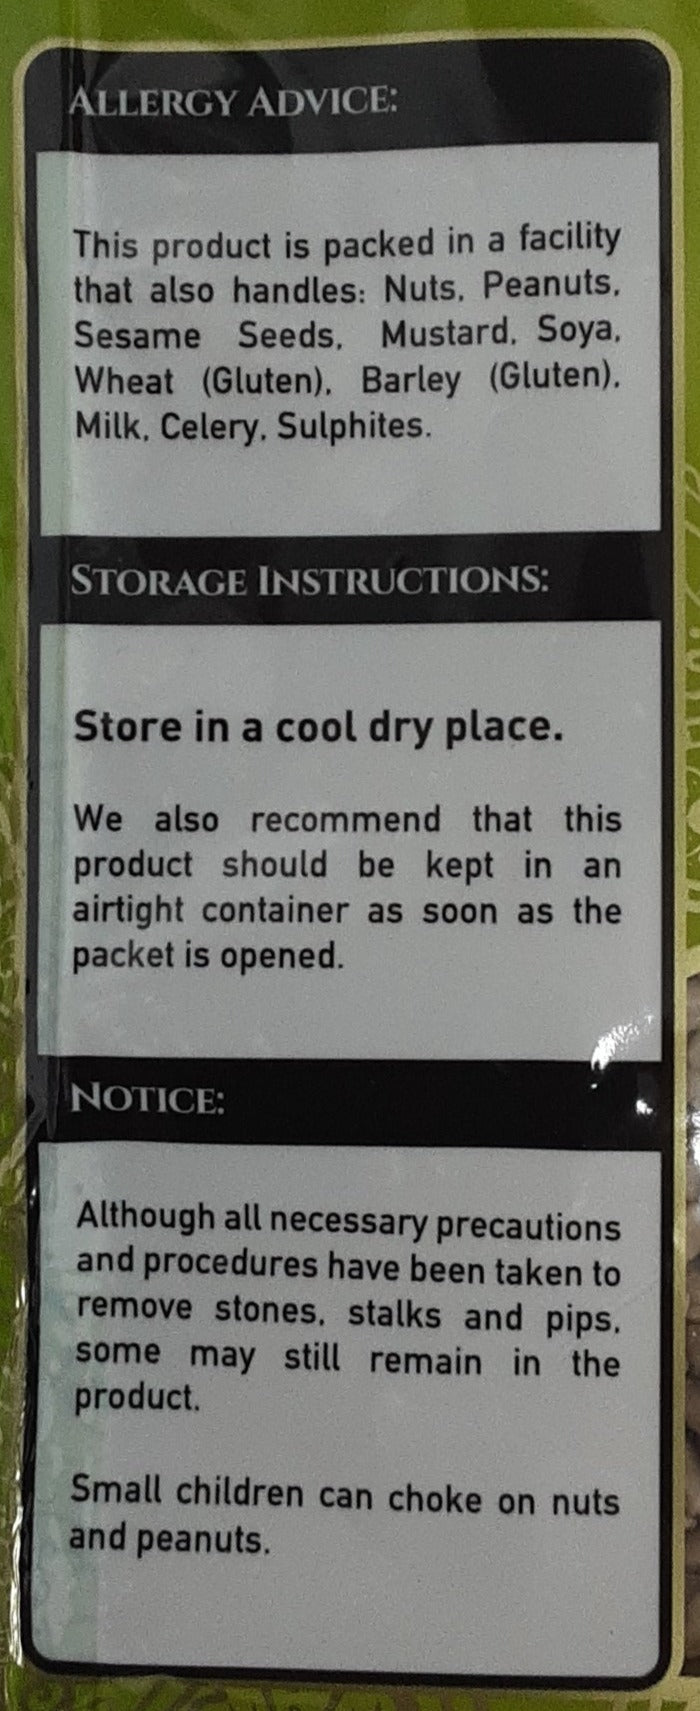 ALLERGY ADVICE:
This product is packed in a facility
that also handles: Nuts, Peanuts,
Sesame Seeds, Mustard, Soya,
Wheat (Gluten), Barley (Gluten),
Milk, Celery, Sulphites.
STORAGE INSTRUCTIONS:
Store in a cool dry place.
We also recommend that this
product should be kept in an
airtight container as soon as the
packet is opened.
NOTICE:
Although all necessary precautions
and procedures have been taken to
remove stones, stalks and pips,
some may still remain in the
product.
Small children can choke on nuts
and peanuts.